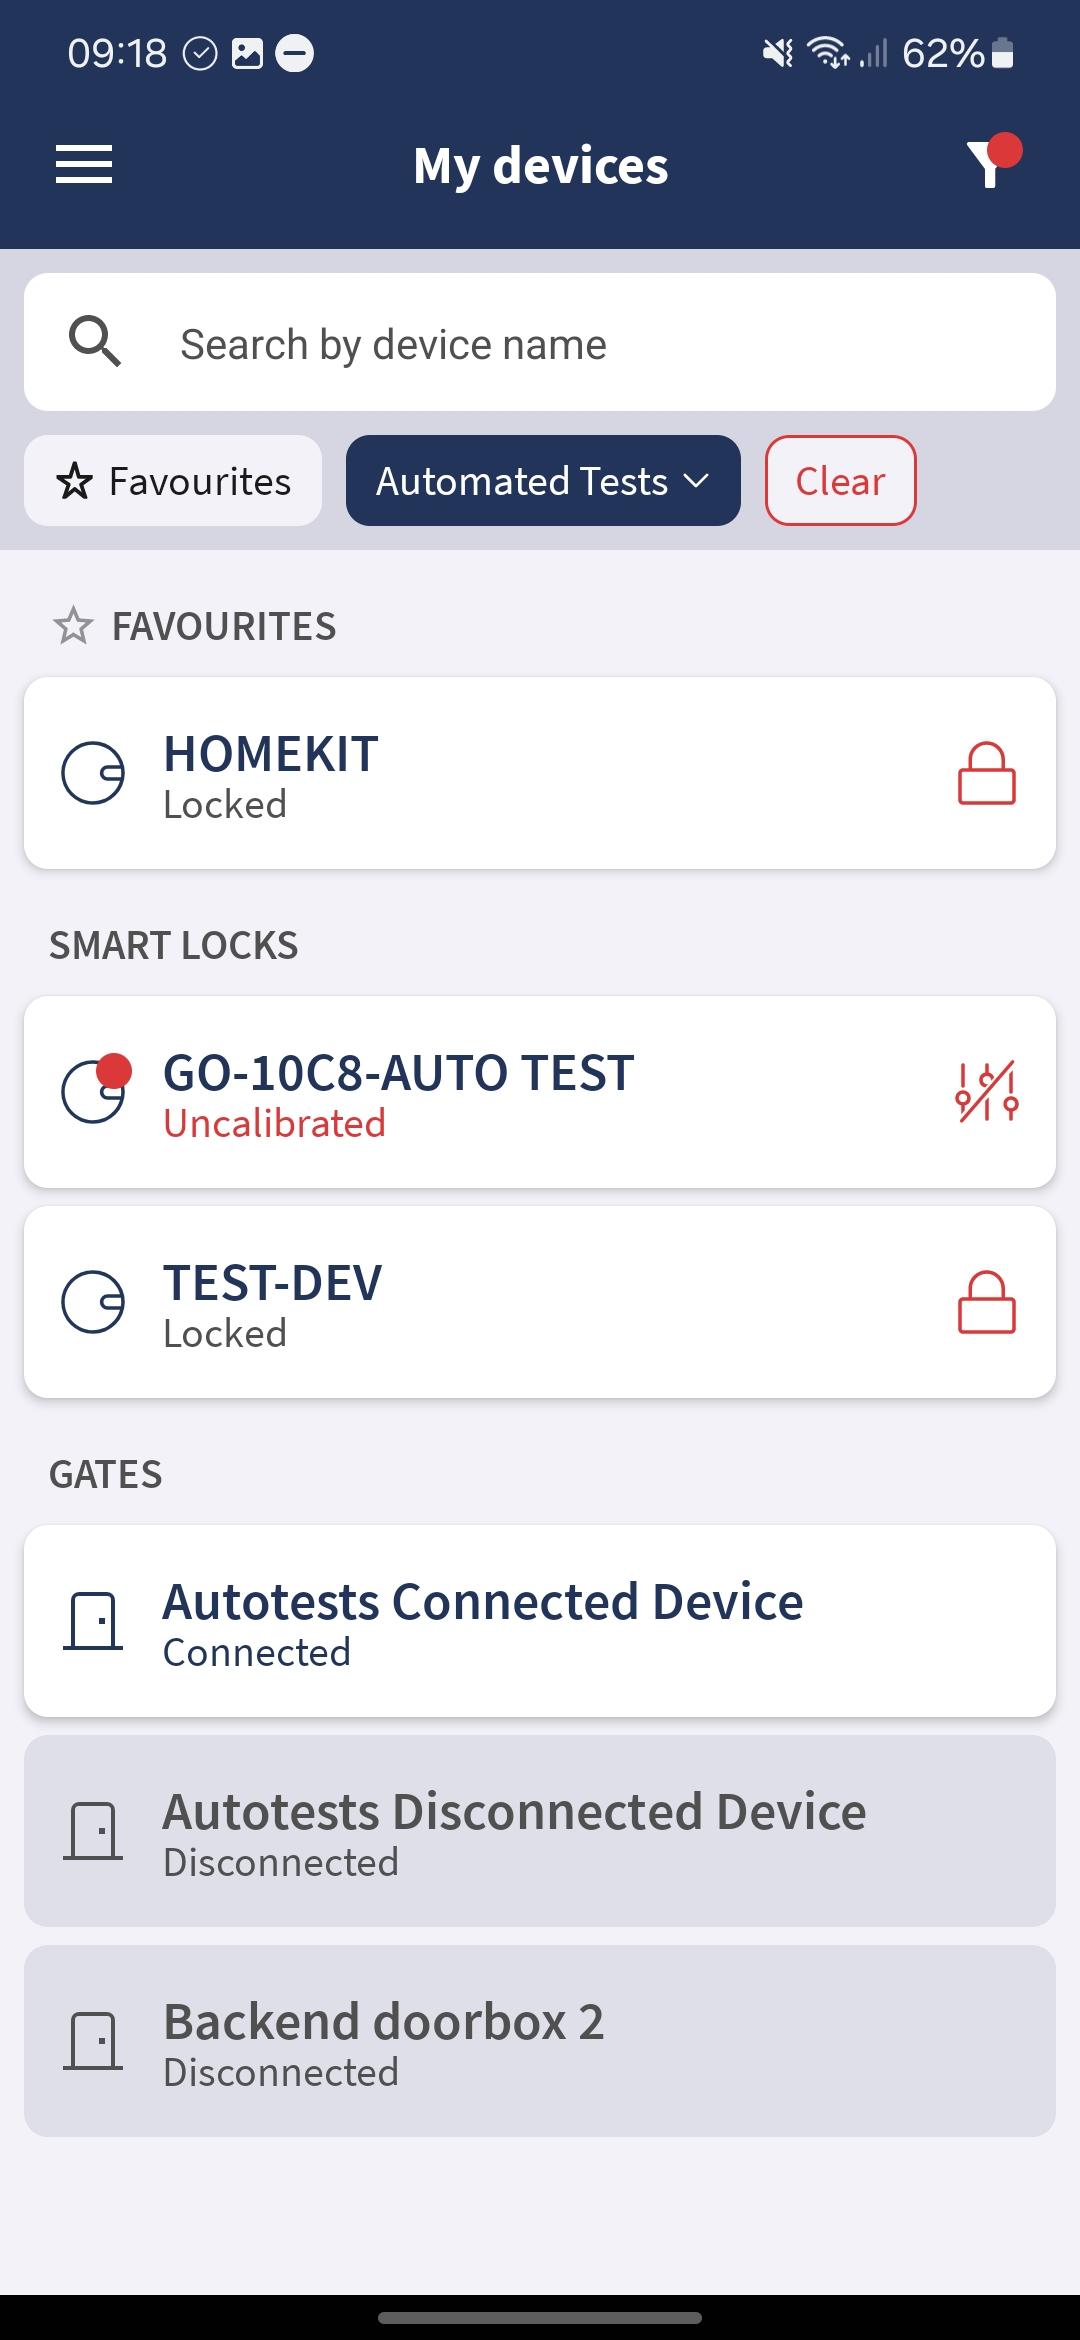 09:18
62%
My devices
Search by device name
Favourites
Automated Tests
Clear
FAVOURITES
HOMEKIT
Locked
SMART LOCKS
GO-10C8-AUTO TEST
Uncalibrated
TEST-DEV
Locked
GATES
Autotests Connected Device
Connected
Autotests Disconnected Device
Disconnected
Backend doorbox 2
Disconnected